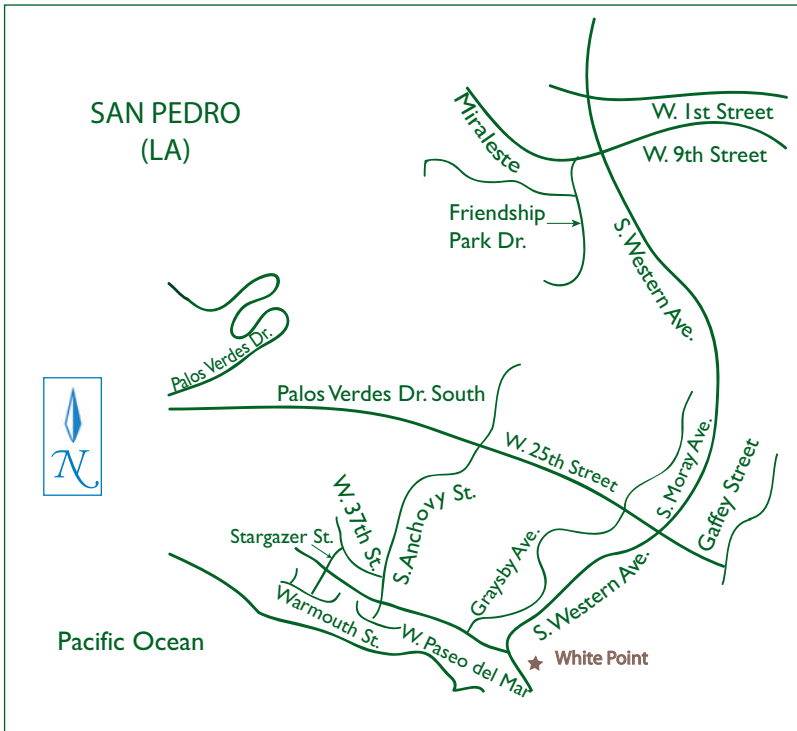 SAN PEDRO
(LA)
Miraleste
W. 1st Street
W. 9th Street
Friendship
Park Dr.
S. Western Ave.
Palos Verdes Dr.
Palos Verdes Dr. South
N
W. 25th Street
S. Moray Ave.
Gaffey Street
W. 37th St.
S. Anchovy St.
Stargazer St.
Graysby Ave.
S. Western Ave.
Warmouth St.
W. Paseo del Mar
Pacific Ocean
White Point